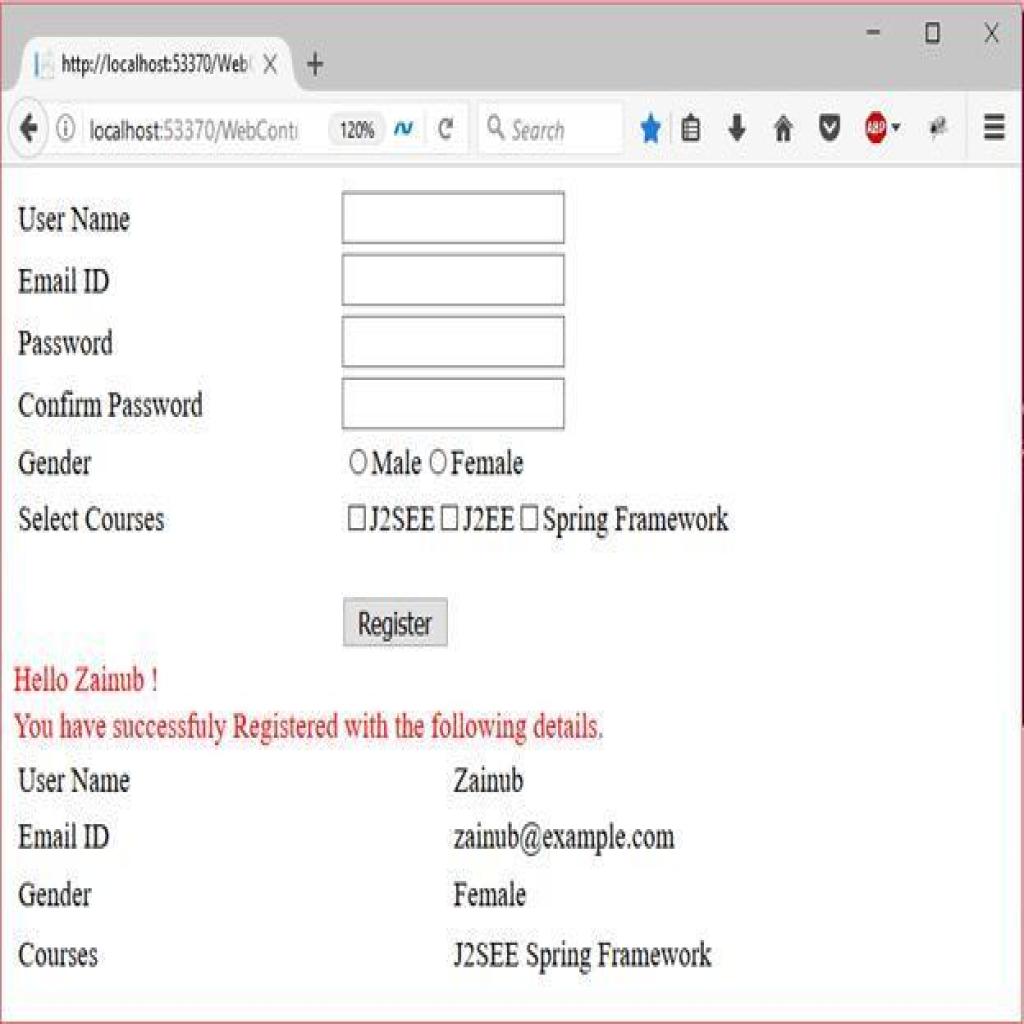 http://localhost:53370/Web
localhost:53370/WebConti 120% Search ABP
User Name
Email ID
Password
Confirm Password
Gender Male Female
Select Courses J2SEE J2EE Spring Framework
Register
Hello Zainub !
You have successfuly Registered with the following details.
User Name Zainub
Email ID zainub@example.com
Gender Female
Courses J2SEE Spring Framework